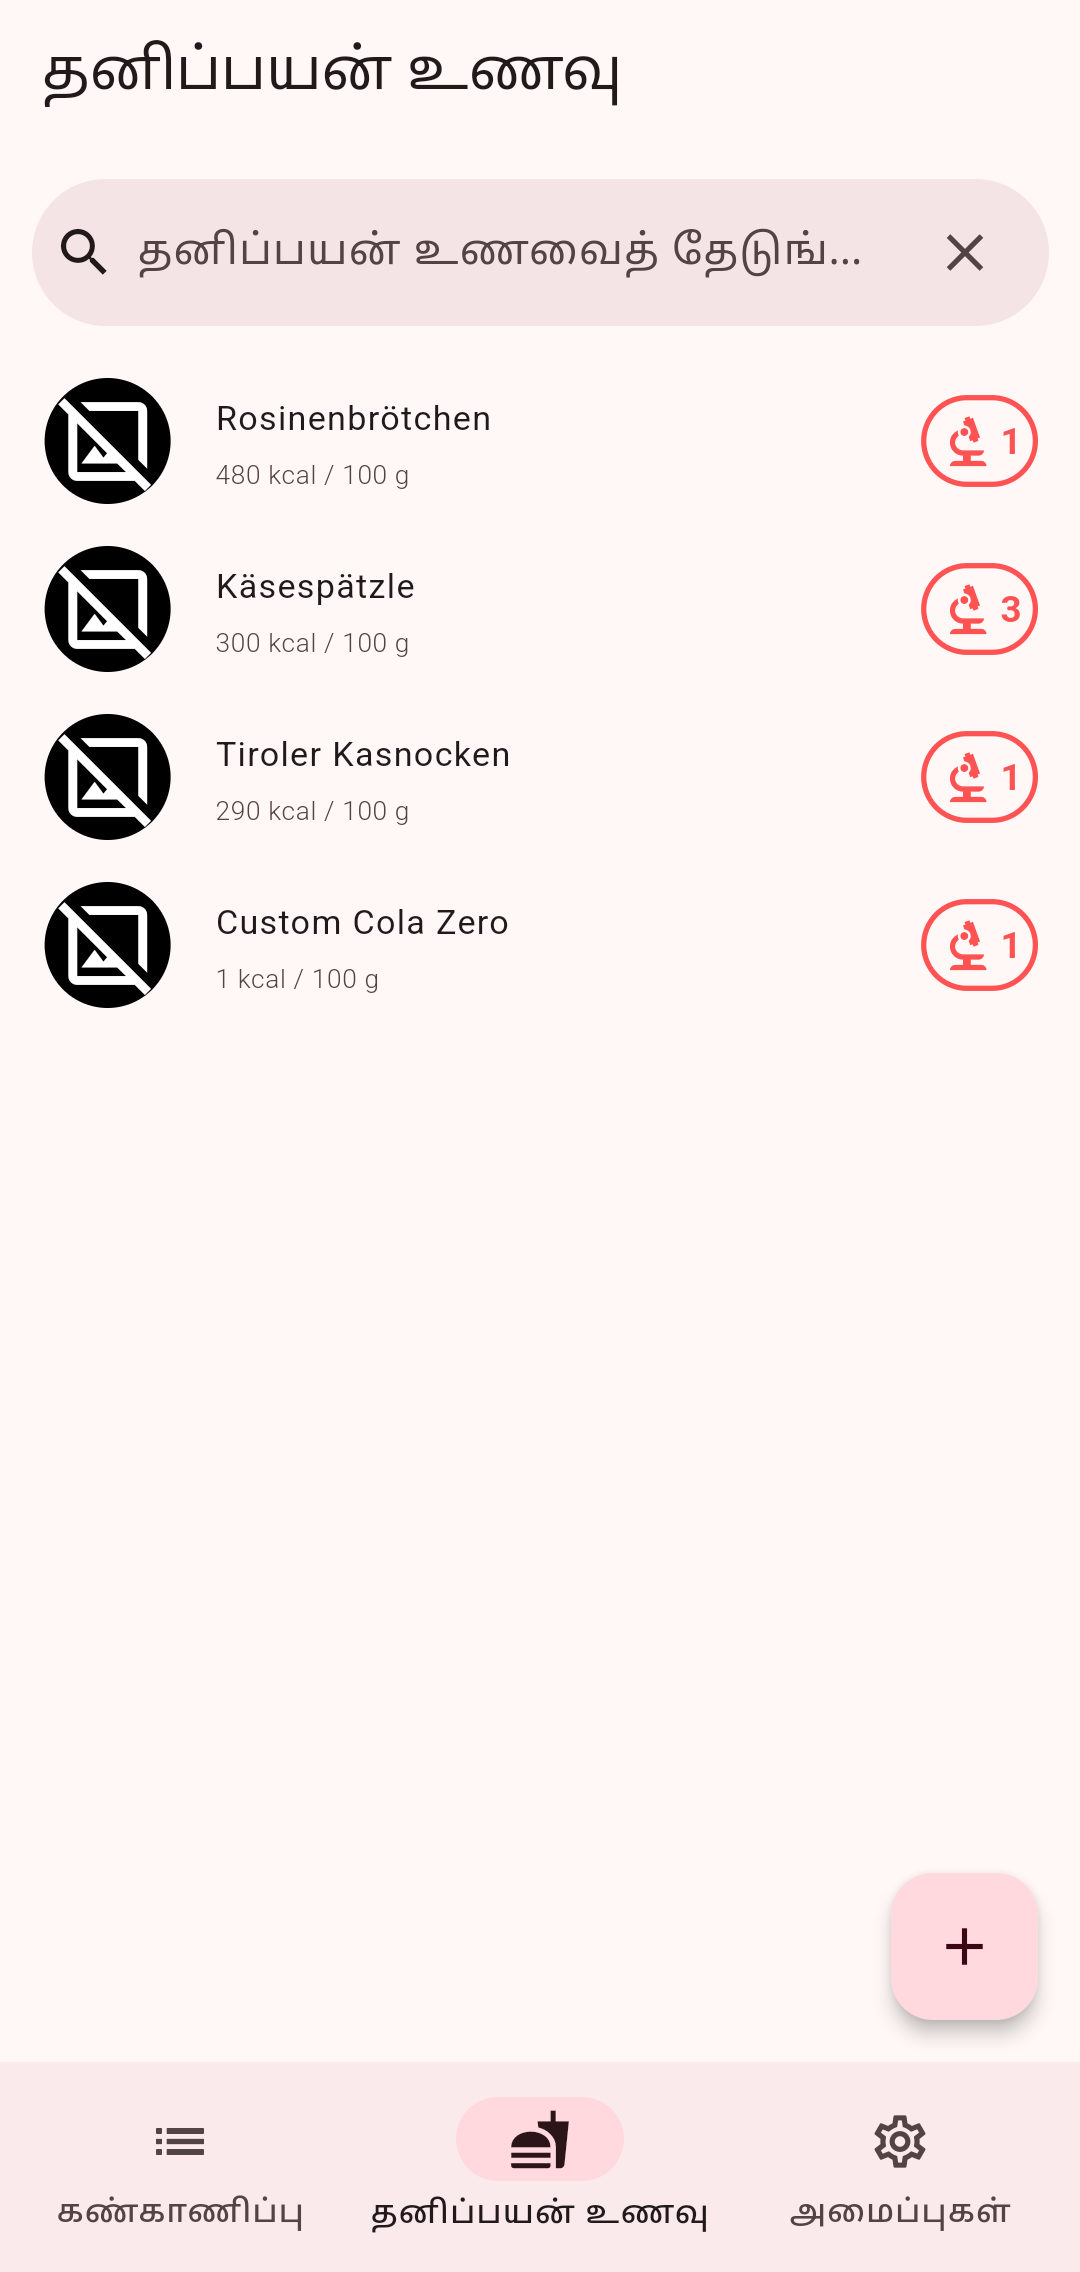 தனிப்பயன் உணவு
தனிப்பயன் உணவைத் தேடுங்...
Rosinenbrötchen
480 kcal / 100 g
1
Käsespätzle
300 kcal / 100 g
3
Tiroler Kasnocken
290 kcal / 100 g
1
Custom Cola Zero
1 kcal / 100 g
1
கண்காணிப்பு
தனிப்பயன் உணவு
அமைப்புகள்